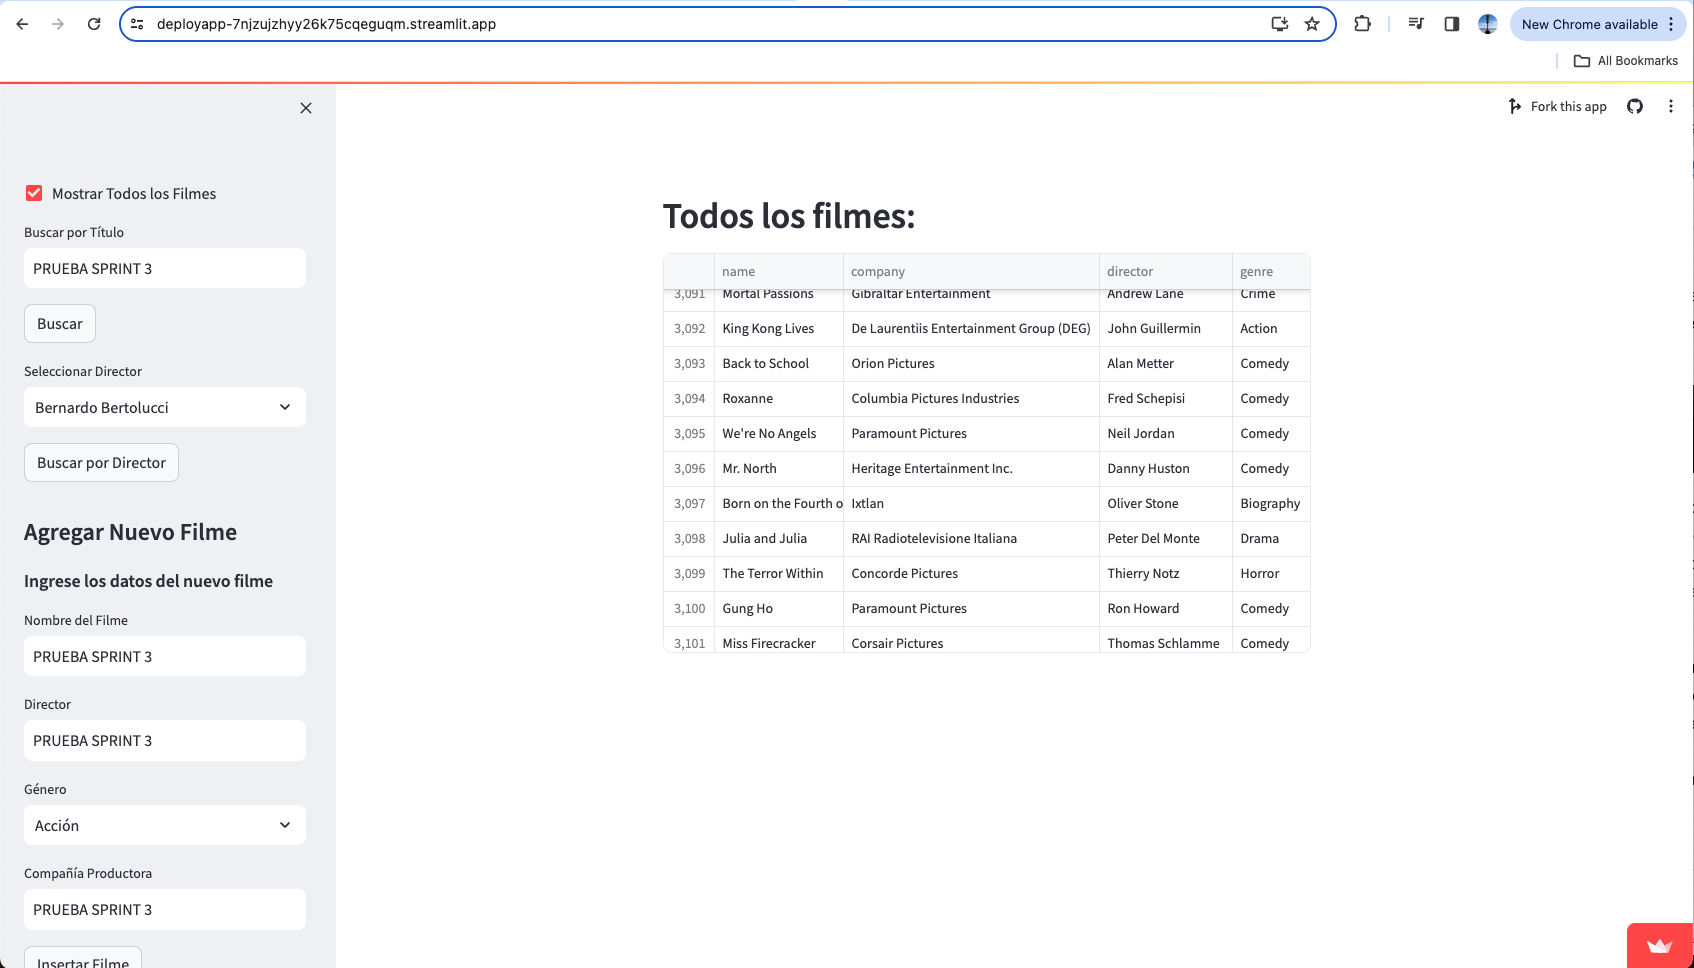 deployapp-7njzujzhyy26k75cqeguqm.streamlit.app
New Chrome available
All Bookmarks
Fork this app
Mostrar Todos los Filmes
Buscar por Título
PRUEBA SPRINT 3
Buscar
Seleccionar Director
Bernardo Bertolucci
Buscar por Director
Agregar Nuevo Filme
Ingrese los datos del nuevo filme
Nombre del Filme
PRUEBA SPRINT 3
Director
PRUEBA SPRINT 3
Género
Acción
Compañía Productora
PRUEBA SPRINT 3
Insertar Filme
Todos los filmes:
name company director genre
3,091 Mortal Passions Gibraltar Entertainment Andrew Lane Crime
3,092 King Kong Lives De Laurentiis Entertainment Group (DEG) John Guillermin Action
3,093 Back to School Orion Pictures Alan Metter Comedy
3,094 Roxanne Columbia Pictures Industries Fred Schepisi Comedy
3,095 We're No Angels Paramount Pictures Neil Jordan Comedy
3,096 Mr. North Heritage Entertainment Inc. Danny Huston Comedy
3,097 Born on the Fourth o Ixtlan Oliver Stone Biography
3,098 Julia and Julia RAI Radiotelevisione Italiana Peter Del Monte Drama
3,099 The Terror Within Concorde Pictures Thierry Notz Horror
3,100 Gung Ho Paramount Pictures Ron Howard Comedy
3,101 Miss Firecracker Corsair Pictures Thomas Schlamme Comedy